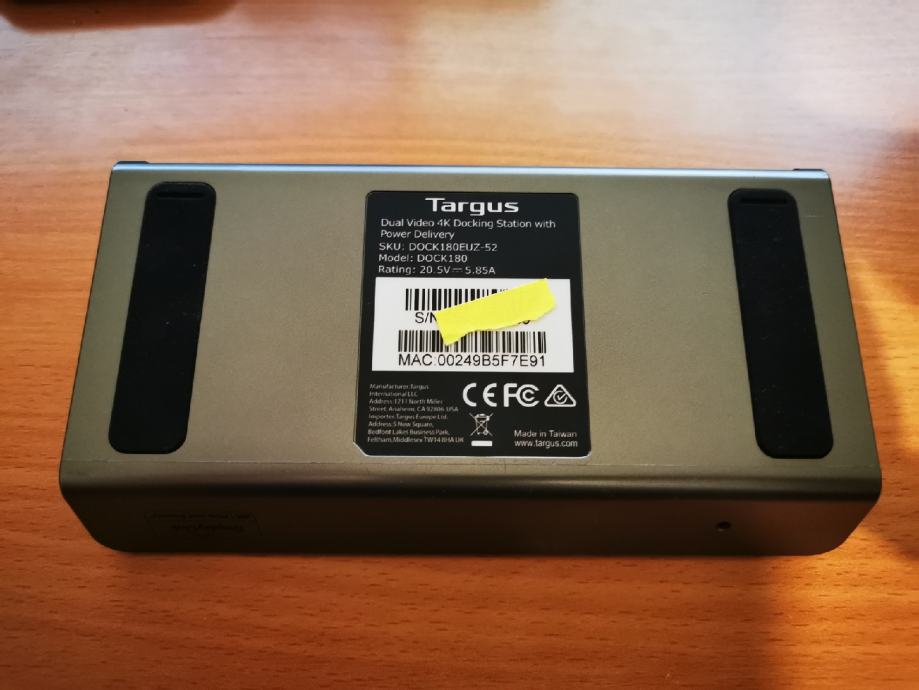 Targus
Dual Video 4K Docking Station with
Power Delivery
SKU: DOCK180EUZ-52
Model: DOCK180
Rating: 20.5V⎓5.85A
S/N
MAC:00249B5F7E91
Manufacturer:Targus
International LLC
Address:1211 North Miller
Street, Anaheim, CA 92806 USA
Importer:Targus Europe Ltd.
Address:5 New Square,
Bedfont Lakes Business Park,
Feltham,Middlesex TW14 8HA UK
CE FC
Made in Taiwan
www.targus.com
DisplayLink